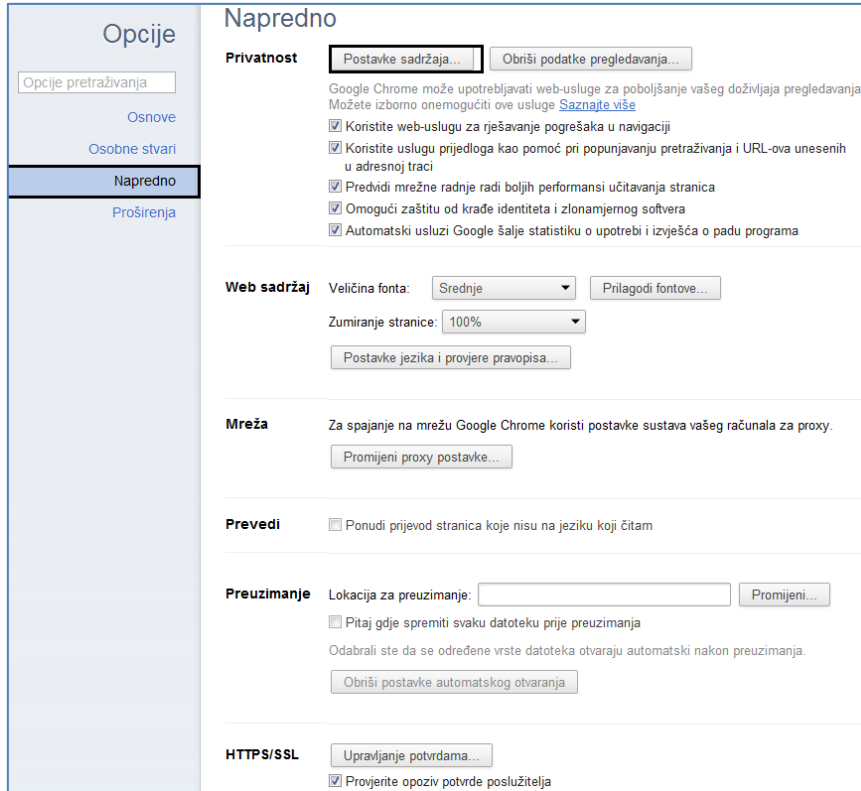 Opcije
Opcije pretraživanja
Osnove
Osobne stvari
Napredno
Proširenja
Napredno
Privatnost
Postavke sadržaja... Obriši podatke pregledavanja...
Google Chrome može upotrebljavati web-usluge za poboljšanje vašeg doživljaja pregledavanja
Možete izborno onemogućiti ove usluge Saznajte više
Koristite web-uslugu za rješavanje pogrešaka u navigaciji
Koristite uslugu prijedloga kao pomoć pri popunjavanju pretraživanja i URL-ova unesenih
u adresnoj traci
Predvidi mrežne radnje radi boljih performansi učitavanja stranica
Omogući zaštitu od krađe identiteta i zlonamjernog softvera
Automatski usluzi Google šalje statistiku o upotrebi i izvješća o padu programa
Web sadržaj
Veličina fonta: Srednje Prilagodi fontove...
Zumiranje stranice: 100%
Postavke jezika i provjere pravopisa...
Mreža
Za spajanje na mrežu Google Chrome koristi postavke sustava vašeg računala za proxy.
Promijeni proxy postavke...
Prevedi
Ponudi prijevod stranica koje nisu na jeziku koji čitam
Preuzimanje
Lokacija za preuzimanje: Promijeni...
Pitaj gdje spremiti svaku datoteku prije preuzimanja
Odabrali ste da se određene vrste datoteka otvaraju automatski nakon preuzimanja.
Obriši postavke automatskog otvaranja
HTTPS/SSL
Upravljanje potvrdama...
Provjerite opoziv potvrde poslužitelja